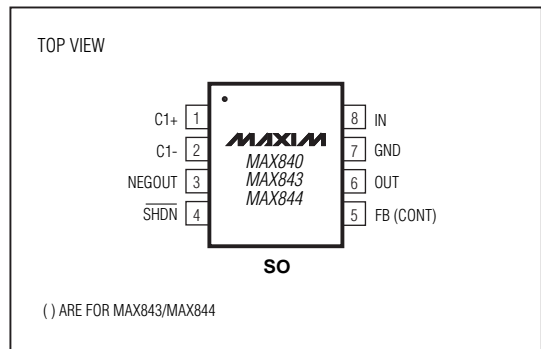 TOP VIEW
C1+ 1
C1- 2
NEGOUT 3
S̅H̅D̅N̅ 4
MAXIM
MAX840
MAX843
MAX844
8 IN
7 GND
6 OUT
5 FB (CONT)
SO
( ) ARE FOR MAX843/MAX844